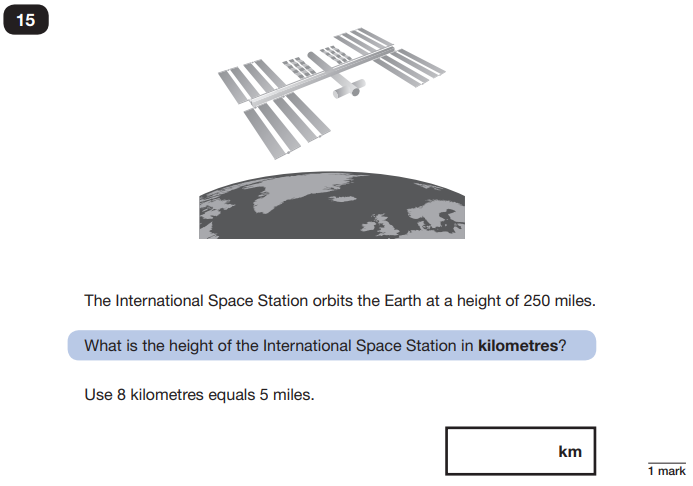 15
The International Space Station orbits the Earth at a height of 250 miles.
What is the height of the International Space Station in kilometres?
Use 8 kilometres equals 5 miles.
km
1 mark